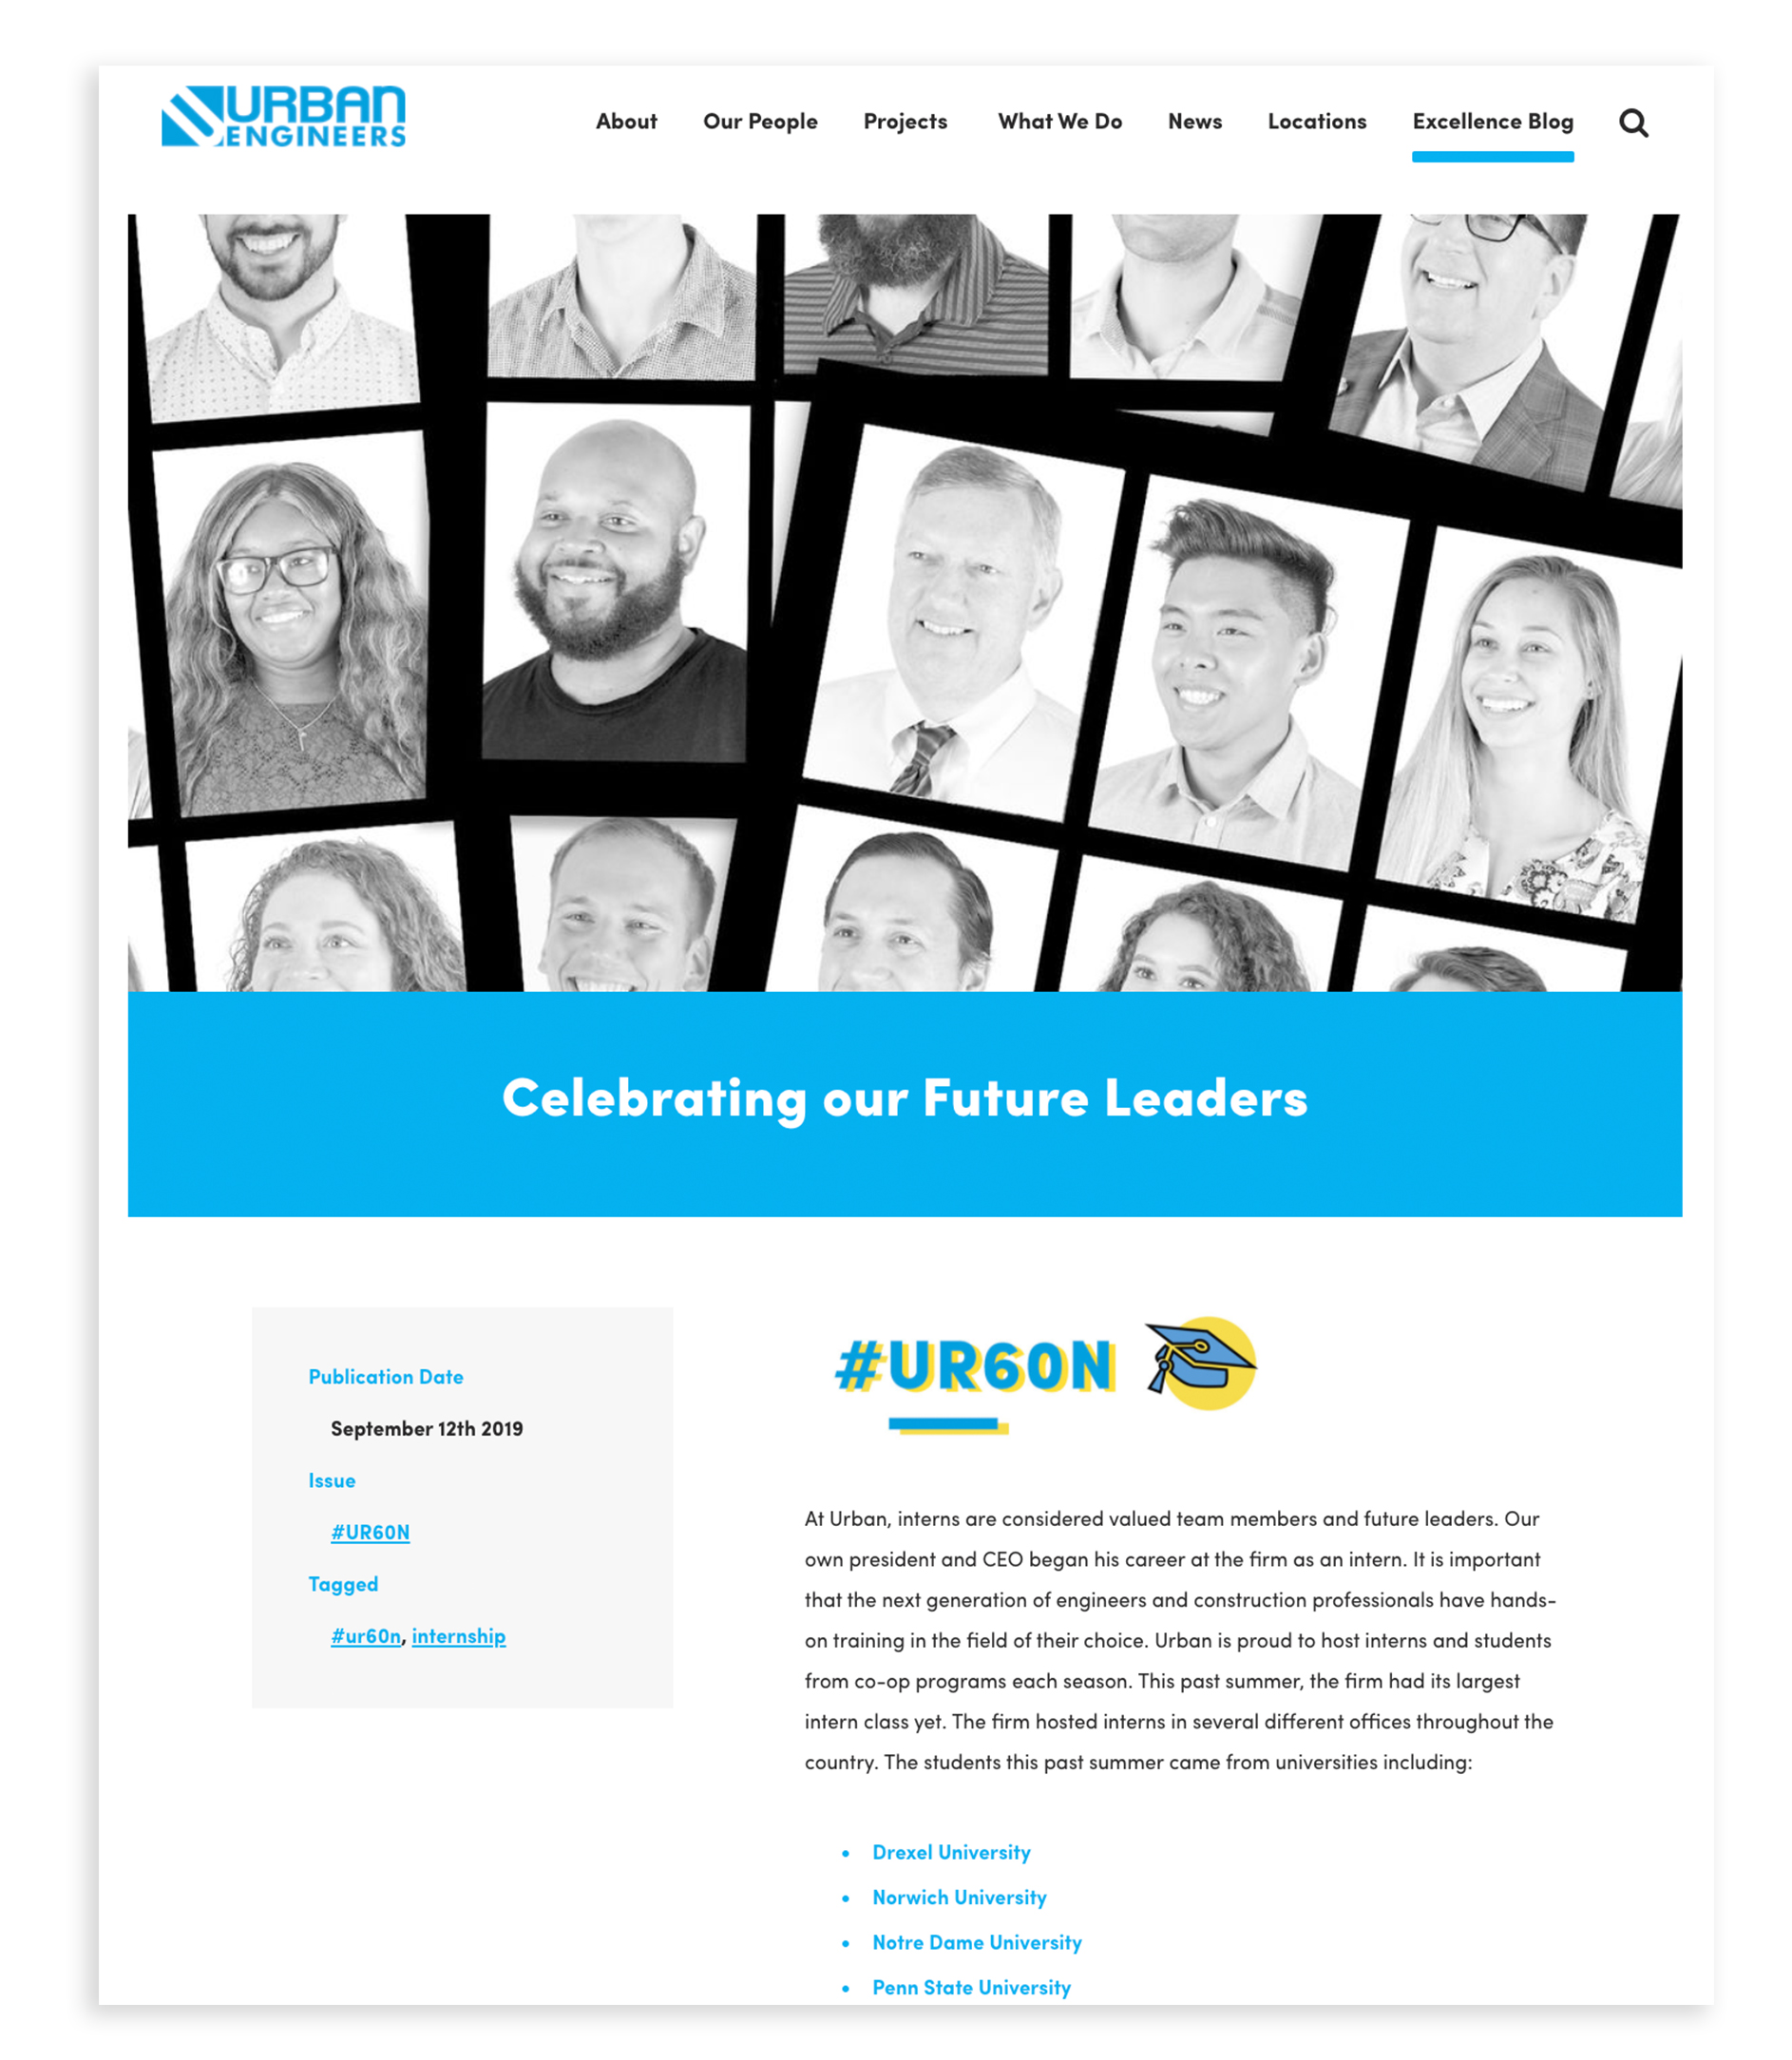 URBAN
ENGINEERS
About Our People Projects What We Do News Locations Excellence Blog
Celebrating our Future Leaders
Publication Date
September 12th 2019
Issue
#UR60N
Tagged
#ur60n, internship
#UR60N
At Urban, interns are considered valued team members and future leaders. Our
own president and CEO began his career at the firm as an intern. It is important
that the next generation of engineers and construction professionals have hands-
on training in the field of their choice. Urban is proud to host interns and students
from co-op programs each season. This past summer, the firm had its largest
intern class yet. The firm hosted interns in several different offices throughout the
country. The students this past summer came from universities including:
• Drexel University
• Norwich University
• Notre Dame University
• Penn State University